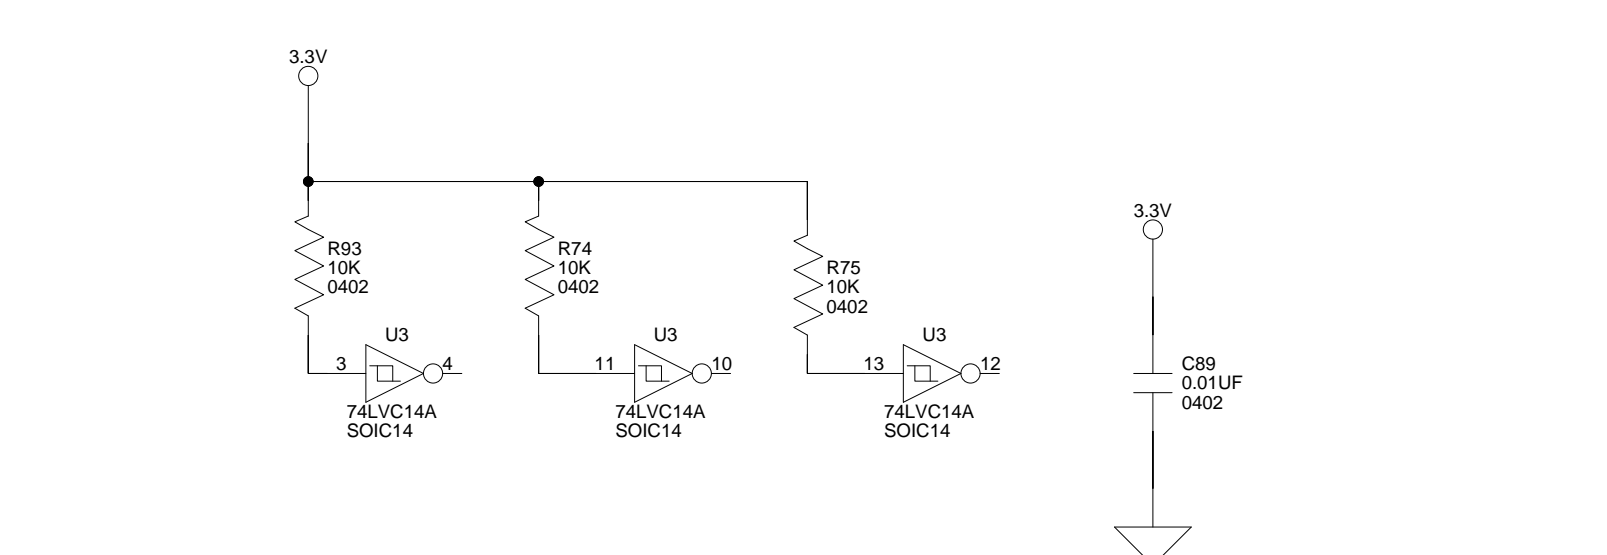 3.3V
R93
10K
0402
U3
3
4
74LVC14A
SOIC14
R74
10K
0402
U3
11
10
74LVC14A
SOIC14
R75
10K
0402
U3
13
12
74LVC14A
SOIC14
3.3V
C89
0.01UF
0402